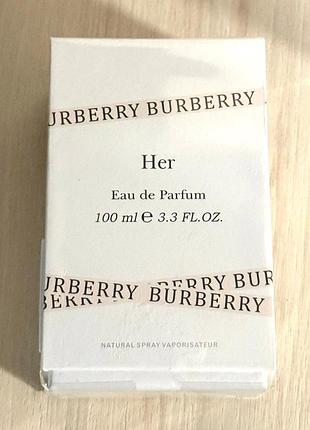 URBERRY BURBERRY
Her
Eau de Parfum
100 ml e 3.3 FL.OZ.
URBERRY BURBERRY BUR
BERRY BURBERRY
NATURAL SPRAY VAPORISATEUR